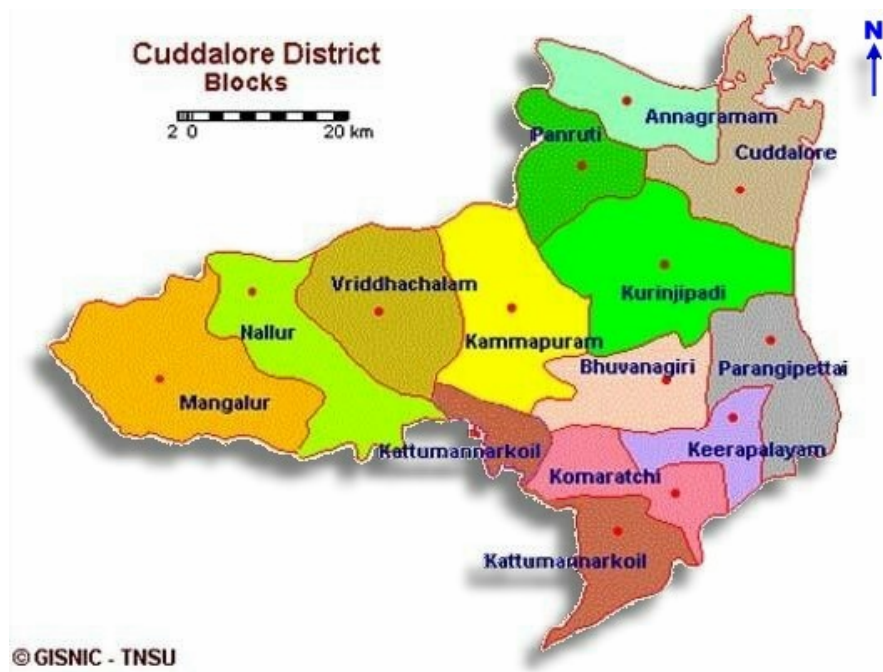 Cuddalore District
Blocks
2 0 20 km
N
Annagramam
Panruti
Cuddalore
Vriddhachalam
Kurinjipadi
Nallur
Kammapuram
Bhuvanagiri
Parangipettai
Mangalur
Kattumannarkoil
Keerapalayam
Komaratchi
Kattumannarkoil
© GISNIC - TNSU